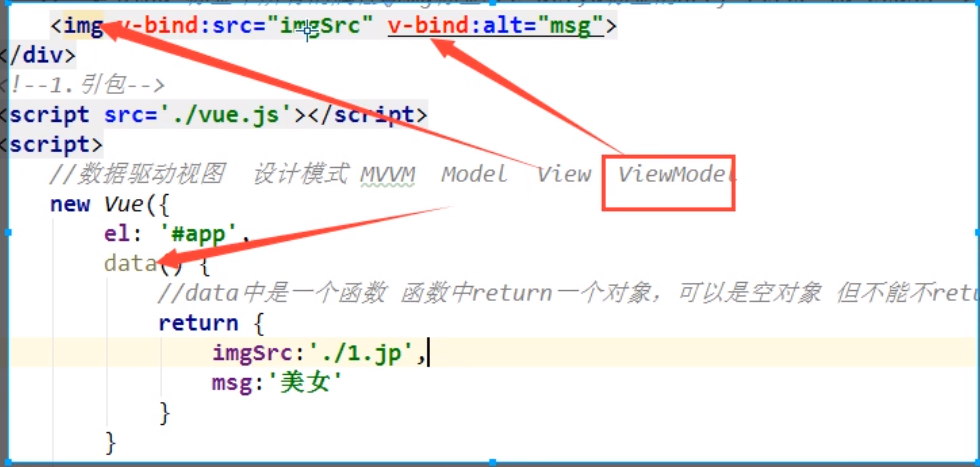 <img v-bind:src="imgSrc" v-bind:alt="msg">
</div>
<!--1.引包-->
<script src='./vue.js'></script>
<script>
//数据驱动视图 设计模式 MVVM Model View ViewModel
new Vue({
el: '#app',
data() {
//data中是一个函数 函数中return一个对象，可以是空对象 但不能不retu
return {
imgSrc:'./1.jp',
msg:'美女'
}
}